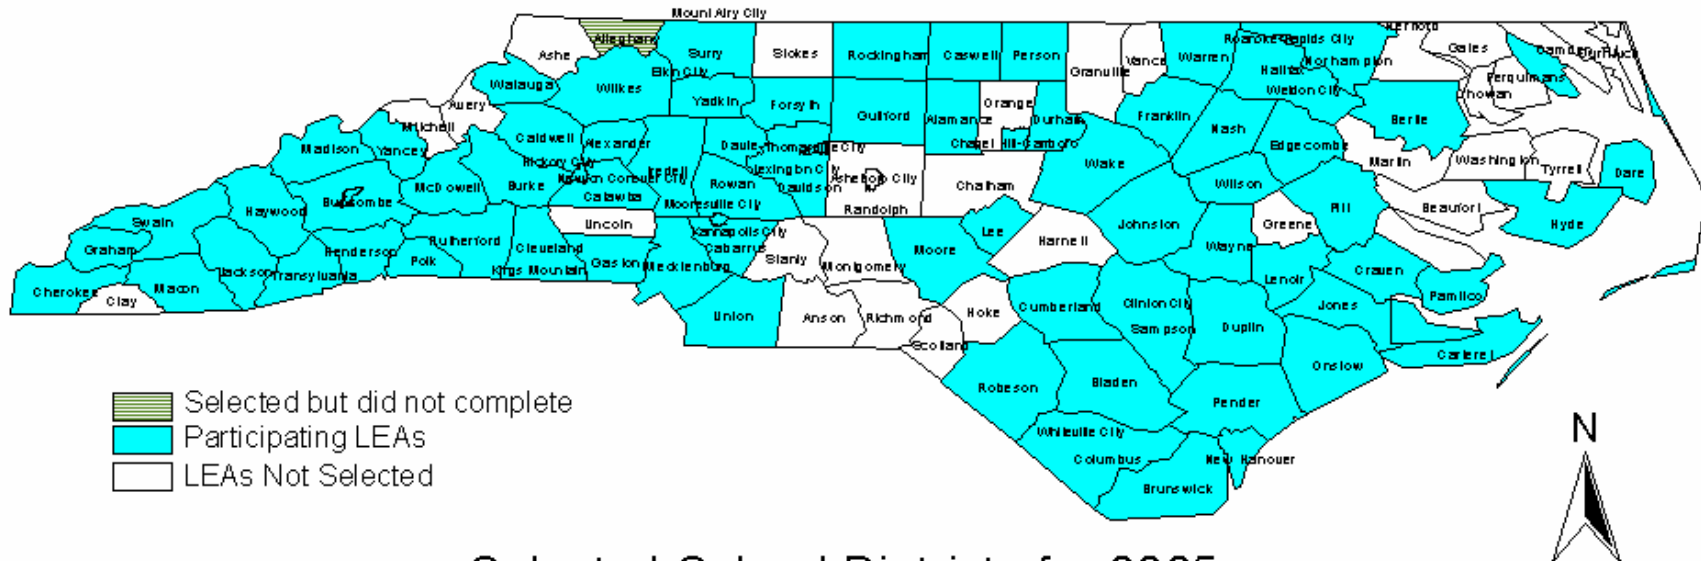 Mount Airy City
Alleghany
Ashe
Surry
Stokes
Rockingham
Caswell
Person
Granville
Vance
Warren
Roanoke Rapids City
Northampton
Halifax
Weldon City
Gates
Camden
Perquimans
Chowan
Watauga
Wilkes
Elkin City
Yadkin
Forsyth
Guilford
Alamance
Orange
Durham
Chapel Hill-Carrboro
Franklin
Nash
Edgecombe
Bertie
Avery
Mitchell
Yancey
Madison
Caldwell
Alexander
Hickory City
Iredell
Davie
Thomasville City
Lexington City
Davidson
Asheboro City
Randolph
Chatham
Wake
Wilson
Martin
Washington
Tyrrell
Dare
McDowell
Burke
Newton Conover City
Catawba
Rowan
Mooresville City
Buncombe
Haywood
Swain
Graham
Cherokee
Clay
Macon
Jackson
Transylvania
Henderson
Polk
Rutherford
Cleveland
Kings Mountain
Lincoln
Gaston
Mecklenburg
Kannapolis City
Cabarrus
Stanly
Montgomery
Moore
Lee
Harnett
Johnston
Wayne
Greene
Pitt
Beaufort
Hyde
Lenoir
Craven
Pamlico
Jones
Union
Anson
Richmond
Scotland
Hoke
Cumberland
Clinton City
Sampson
Duplin
Onslow
Carteret
Robeson
Bladen
Pender
Whiteville City
Columbus
New Hanover
Brunswick
Selected but did not complete
Participating LEAs
LEAs Not Selected
N